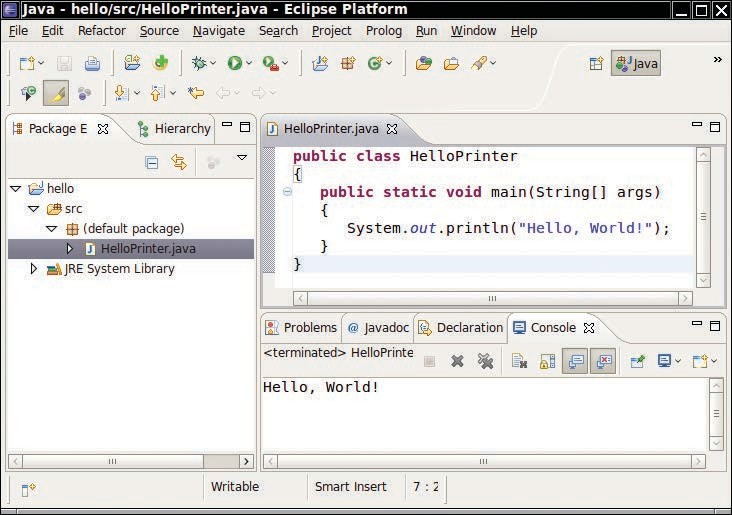 Java - hello/src/HelloPrinter.java - Eclipse Platform
File Edit Refactor Source Navigate Search Project Prolog Run Window Help
Java »
Package E Hierarchy
hello
src
(default package)
HelloPrinter.java
JRE System Library
HelloPrinter.java
public class HelloPrinter
{
public static void main(String[] args)
{
System.out.println("Hello, World!");
}
}
Problems @ Javadoc Declaration Console
<terminated> HelloPrinte
Hello, World!
Writable Smart Insert 7 : 2